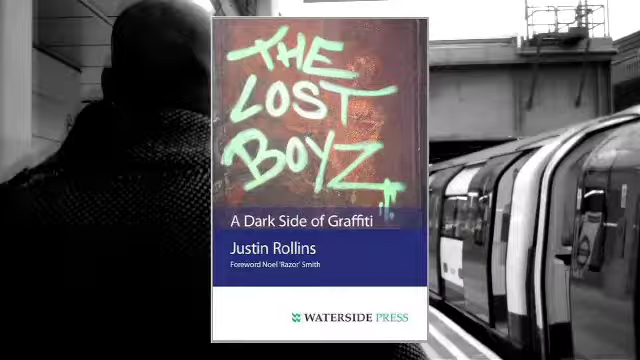 THE
LOST
BOYZ
A Dark Side of Graffiti
Justin Rollins
Foreword Noel 'Razor' Smith
WATERSIDE PRESS